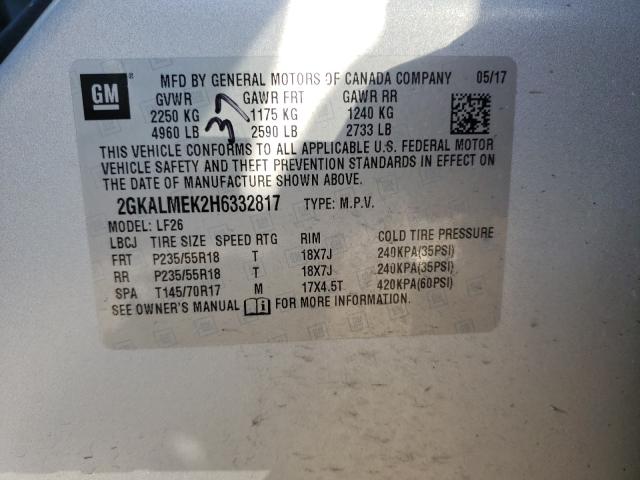 GM ® MFD BY GENERAL MOTORS OF CANADA COMPANY 05/17
GVWR GAWR FRT GAWR RR
2250 KG 1175 KG 1240 KG
4960 LB 2590 LB 2733 LB
THIS VEHICLE CONFORMS TO ALL APPLICABLE U.S. FEDERAL MOTOR
VEHICLE SAFETY AND THEFT PREVENTION STANDARDS IN EFFECT ON
THE DATE OF MANUFACTURE SHOWN ABOVE.
2GKALMEK2H6332817 TYPE: M.P.V.
MODEL: LF26
LBCJ TIRE SIZE SPEED RTG RIM COLD TIRE PRESSURE
FRT P235/55R18 T 18X7J 240KPA(35PSI)
RR P235/55R18 T 18X7J 240KPA(35PSI)
SPA T145/70R17 M 17X4.5T 420KPA(60PSI)
SEE OWNER'S MANUAL FOR MORE INFORMATION.